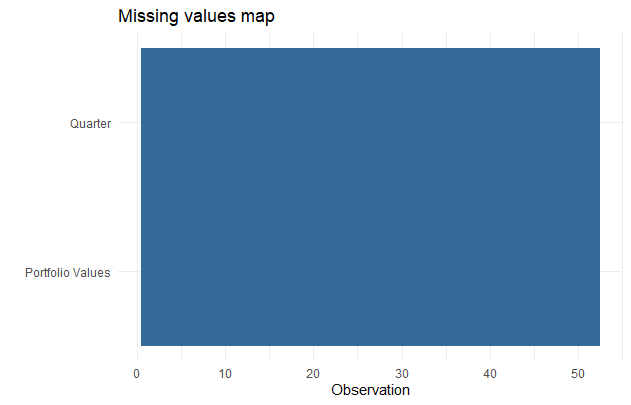 Missing values map
Quarter
Portfolio Values
0 10 20 30 40 50
Observation